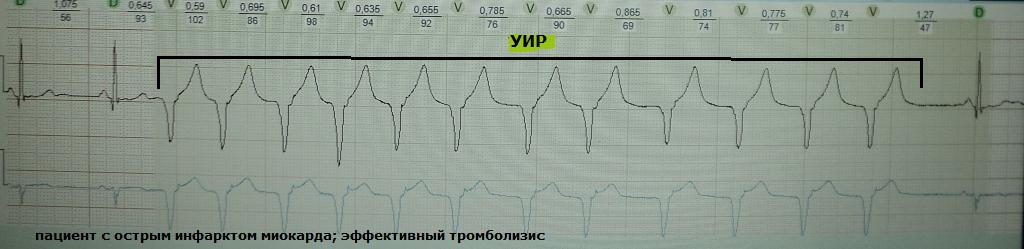 D 1,075 D 0,645 V 0,59 V 0,695 V 0,61 V 0,635 V 0,655 V 0,785 V 0,665 V 0,865 V 0,81 V 0,775 V 0,74 V 1,27 D
56 93 102 86 98 94 92 76 90 69 74 77 81 47
УИР
пациент с острым инфарктом миокарда; эффективный тромболизис